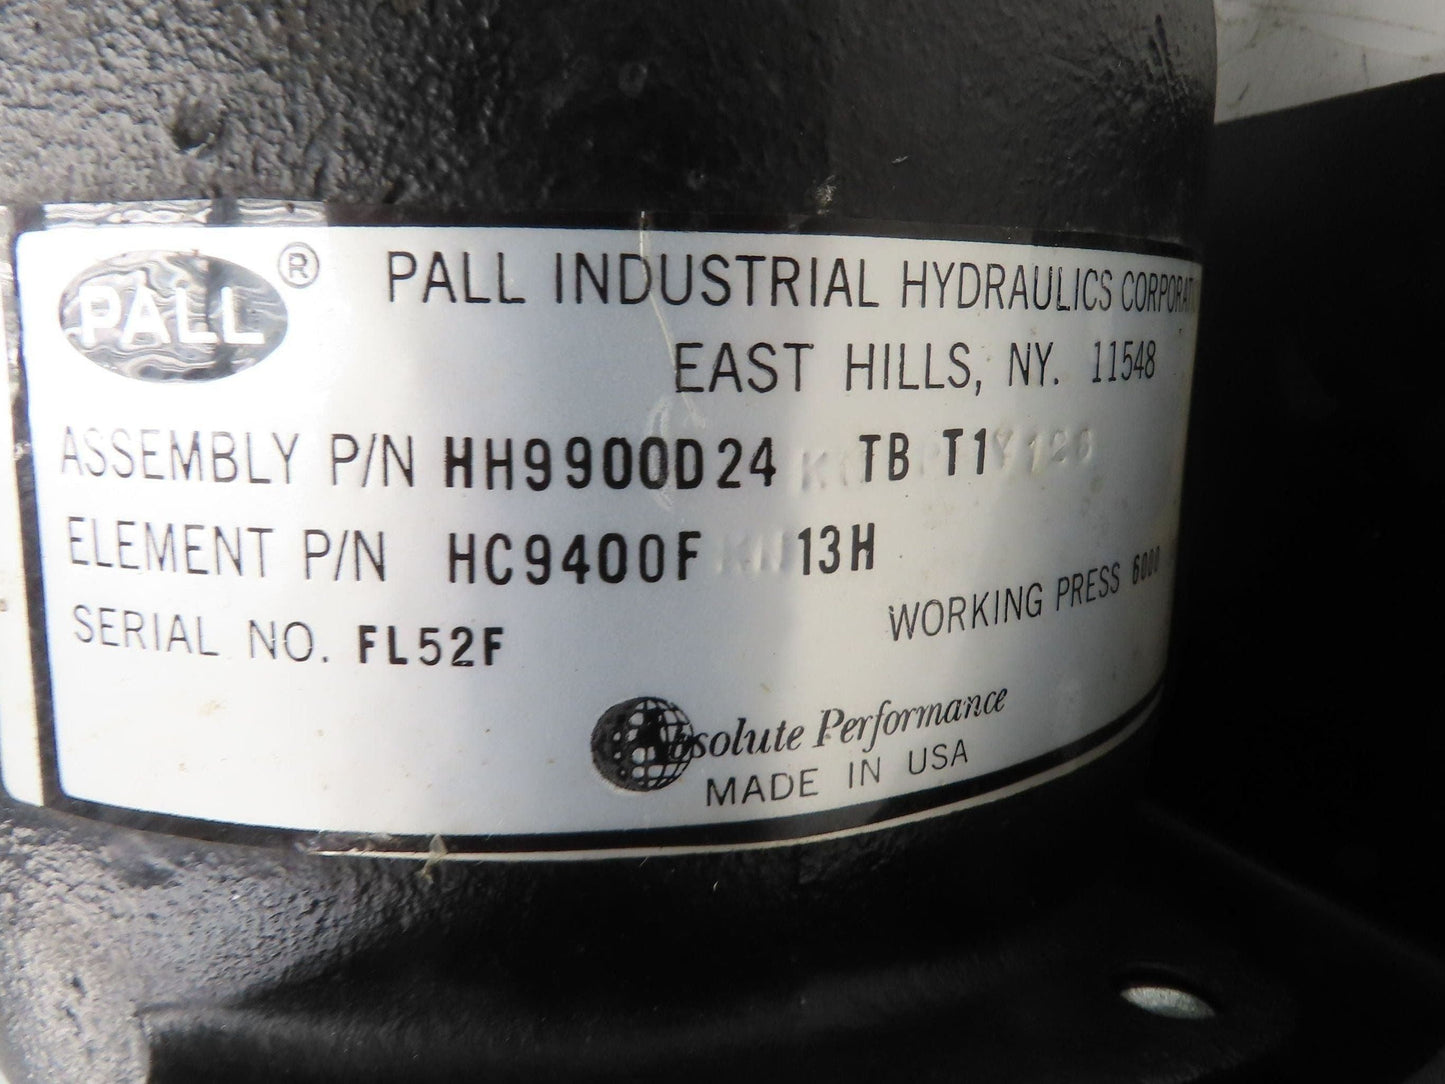 PALL ® PALL INDUSTRIAL HYDRAULICS
EAST HILLS, NY. 11548
ASSEMBLY P/N HH9900D24 TB T1
ELEMENT P/N HC9400F 13H
SERIAL NO. FL52F WORKING PRESS 6000
Absolute Performance
MADE IN USA